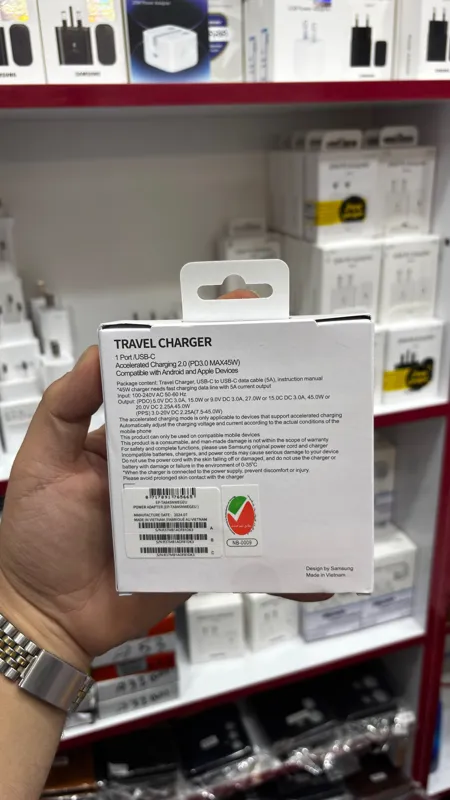 TRAVEL CHARGER
1 Port /USB-C
Accelerated Charging 2.0 (PD3.0 MAX45W)
Compatible with Android and Apple Devices
Package content: Travel Charger, USB-C to USB-C data cable (5A), instruction manual
*45W charger needs fast charging data line with 5A current output
Input: 100-240V AC 50-60 Hz
Output: (PDO) 5.0V DC 3.0A, 15.0W or 9.0V DC 3.0A, 27.0W or 15.0C DC 3.0A, 45.0W or
20.0V DC 2.25A 45.0W
(PPS) 3.0-20V DC 2.25A(7.5-45.0W)
The accelerated charging mode is only applicable to devices that support accelerated charging
Automatically adjust the charging voltage and current according to the actual conditions of the
mobile phone
This product can only be used on compatible mobile devices
This product is a consumable, and man-made damage is not within the scope of warranty
For safety and complete functions, please use Samsung original power cord and charger
Incompatible batteries, chargers, and power cords may cause serious damage to your device
Do not use the power cord with the skin falling off or damaged, and do not use the charger or
battery with damage or failure in the environment of 0-35°C
*When the charger is connected to the power supply, prevent discomfort or injury.
Please avoid prolonged skin contact with the charger
MANUFACTURE DATE : 2024.07
MADE IN VIETNAM
A
B
C
NB-0009
Design by Samsung
Made in Vietnam